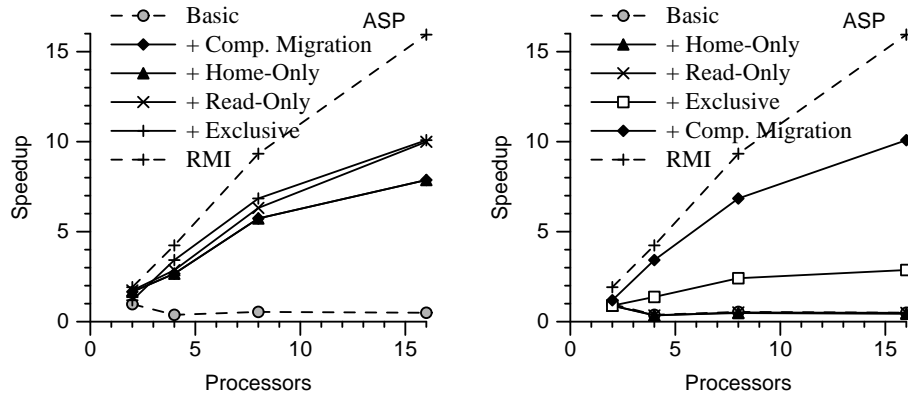 Basic
ASP
+ Comp. Migration
+ Home-Only
+ Read-Only
+ Exclusive
RMI
15
10
5
0
Speedup
0 5 10 15
Processors
Basic
ASP
+ Home-Only
+ Read-Only
+ Exclusive
+ Comp. Migration
RMI
15
10
5
0
Speedup
0 5 10 15
Processors